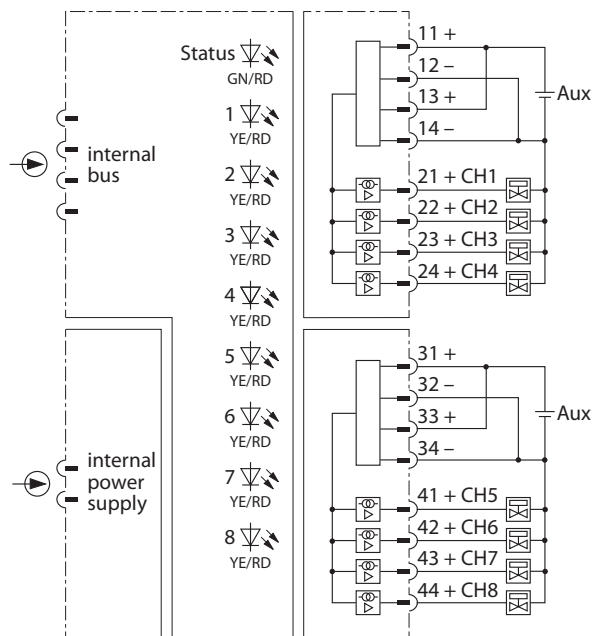 Status
GN/RD
1
YE/RD
2
YE/RD
3
YE/RD
4
YE/RD
5
YE/RD
6
YE/RD
7
YE/RD
8
YE/RD
internal
bus
internal
power
supply
11 +
12 –
13 +
14 –
Aux
21 + CH1
22 + CH2
23 + CH3
24 + CH4
31 +
32 –
33 +
34 –
Aux
41 + CH5
42 + CH6
43 + CH7
44 + CH8